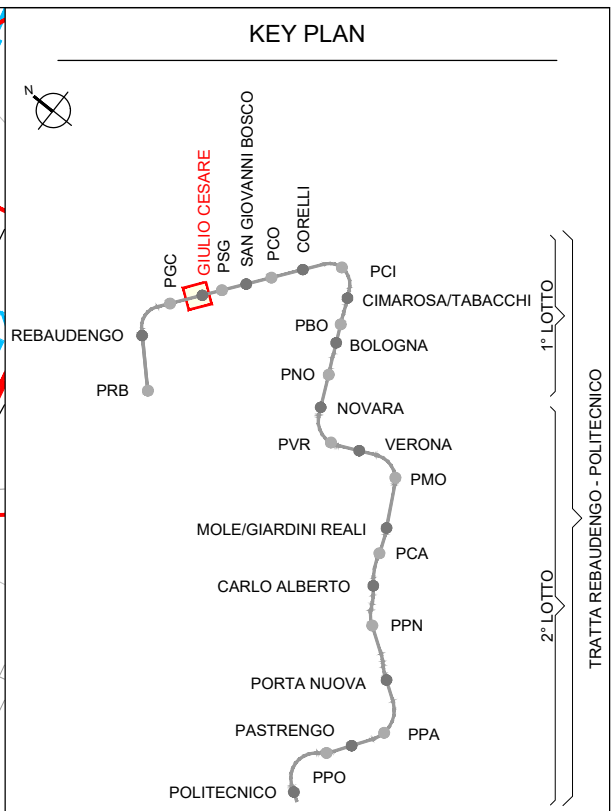 KEY PLAN
N
PGC
GIULIO CESARE
PSG
SAN GIOVANNI BOSCO
PCO
CORELLI
PCI
CIMAROSA/TABACCHI
REBAUDENGO
PBO
BOLOGNA
PRB
PNO
NOVARA
PVR
VERONA
PMO
MOLE/GIARDINI REALI
PCA
CARLO ALBERTO
PPN
PORTA NUOVA
PASTRENGO
PPA
PPO
POLITECNICO
1° LOTTO
2° LOTTO
TRATTA REBAUDENGO - POLITECNICO